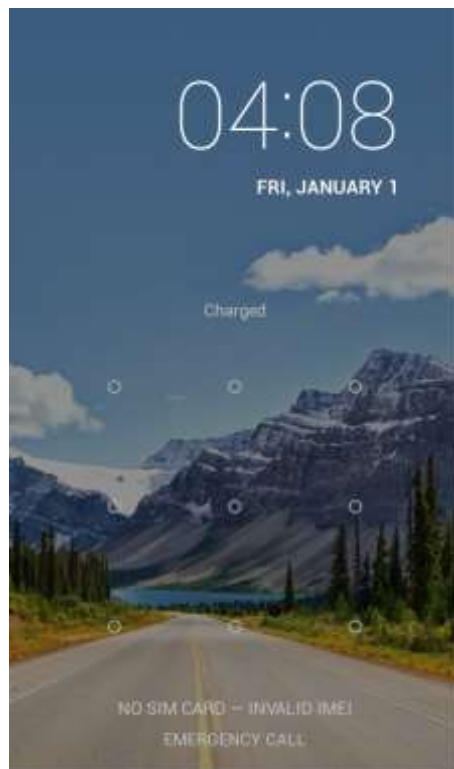 04:08
FRI, JANUARY 1
Charged
NO SIM CARD — INVALID IMEI
EMERGENCY CALL